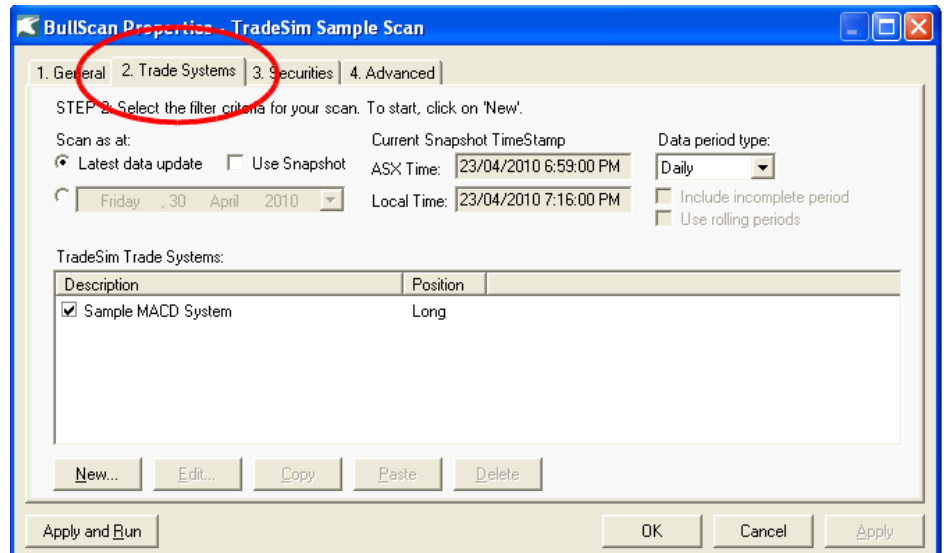 BullScan Properties - TradeSim Sample Scan
1. General 2. Trade Systems 3. Securities 4. Advanced
STEP 2: Select the filter criteria for your scan. To start, click on 'New'.
Scan as at: Current Snapshot TimeStamp Data period type:
Latest data update Use Snapshot ASX Time: 23/04/2010 6:59:00 PM Daily
Friday , 30 April 2010 Local Time: 23/04/2010 7:16:00 PM Include incomplete period
Use rolling periods
TradeSim Trade Systems:
Description Position
Sample MACD System Long
New... Edit... Copy Paste Delete
Apply and Run OK Cancel Apply